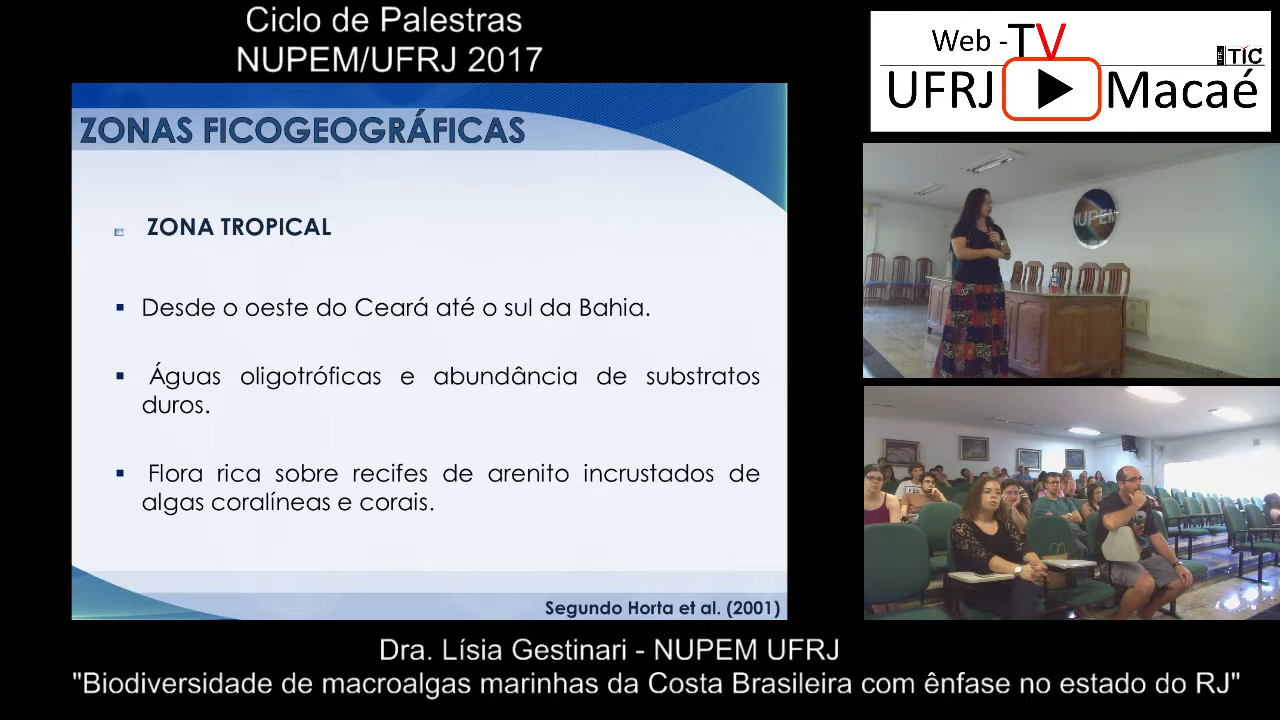 Ciclo de Palestras
NUPEM/UFRJ 2017
Web -TV
TIC
UFRJ Macaé
ZONAS FICOGEOGRÁFICAS
ZONA TROPICAL
Desde o oeste do Ceará até o sul da Bahia.
Águas oligotróficas e abundância de substratos
duros.
Flora rica sobre recifes de arenito incrustados de
algas coralíneas e corais.
Segundo Horta et al. (2001)
NUPEM
Dra. Lísia Gestinari - NUPEM UFRJ
"Biodiversidade de macroalgas marinhas da Costa Brasileira com ênfase no estado do RJ"